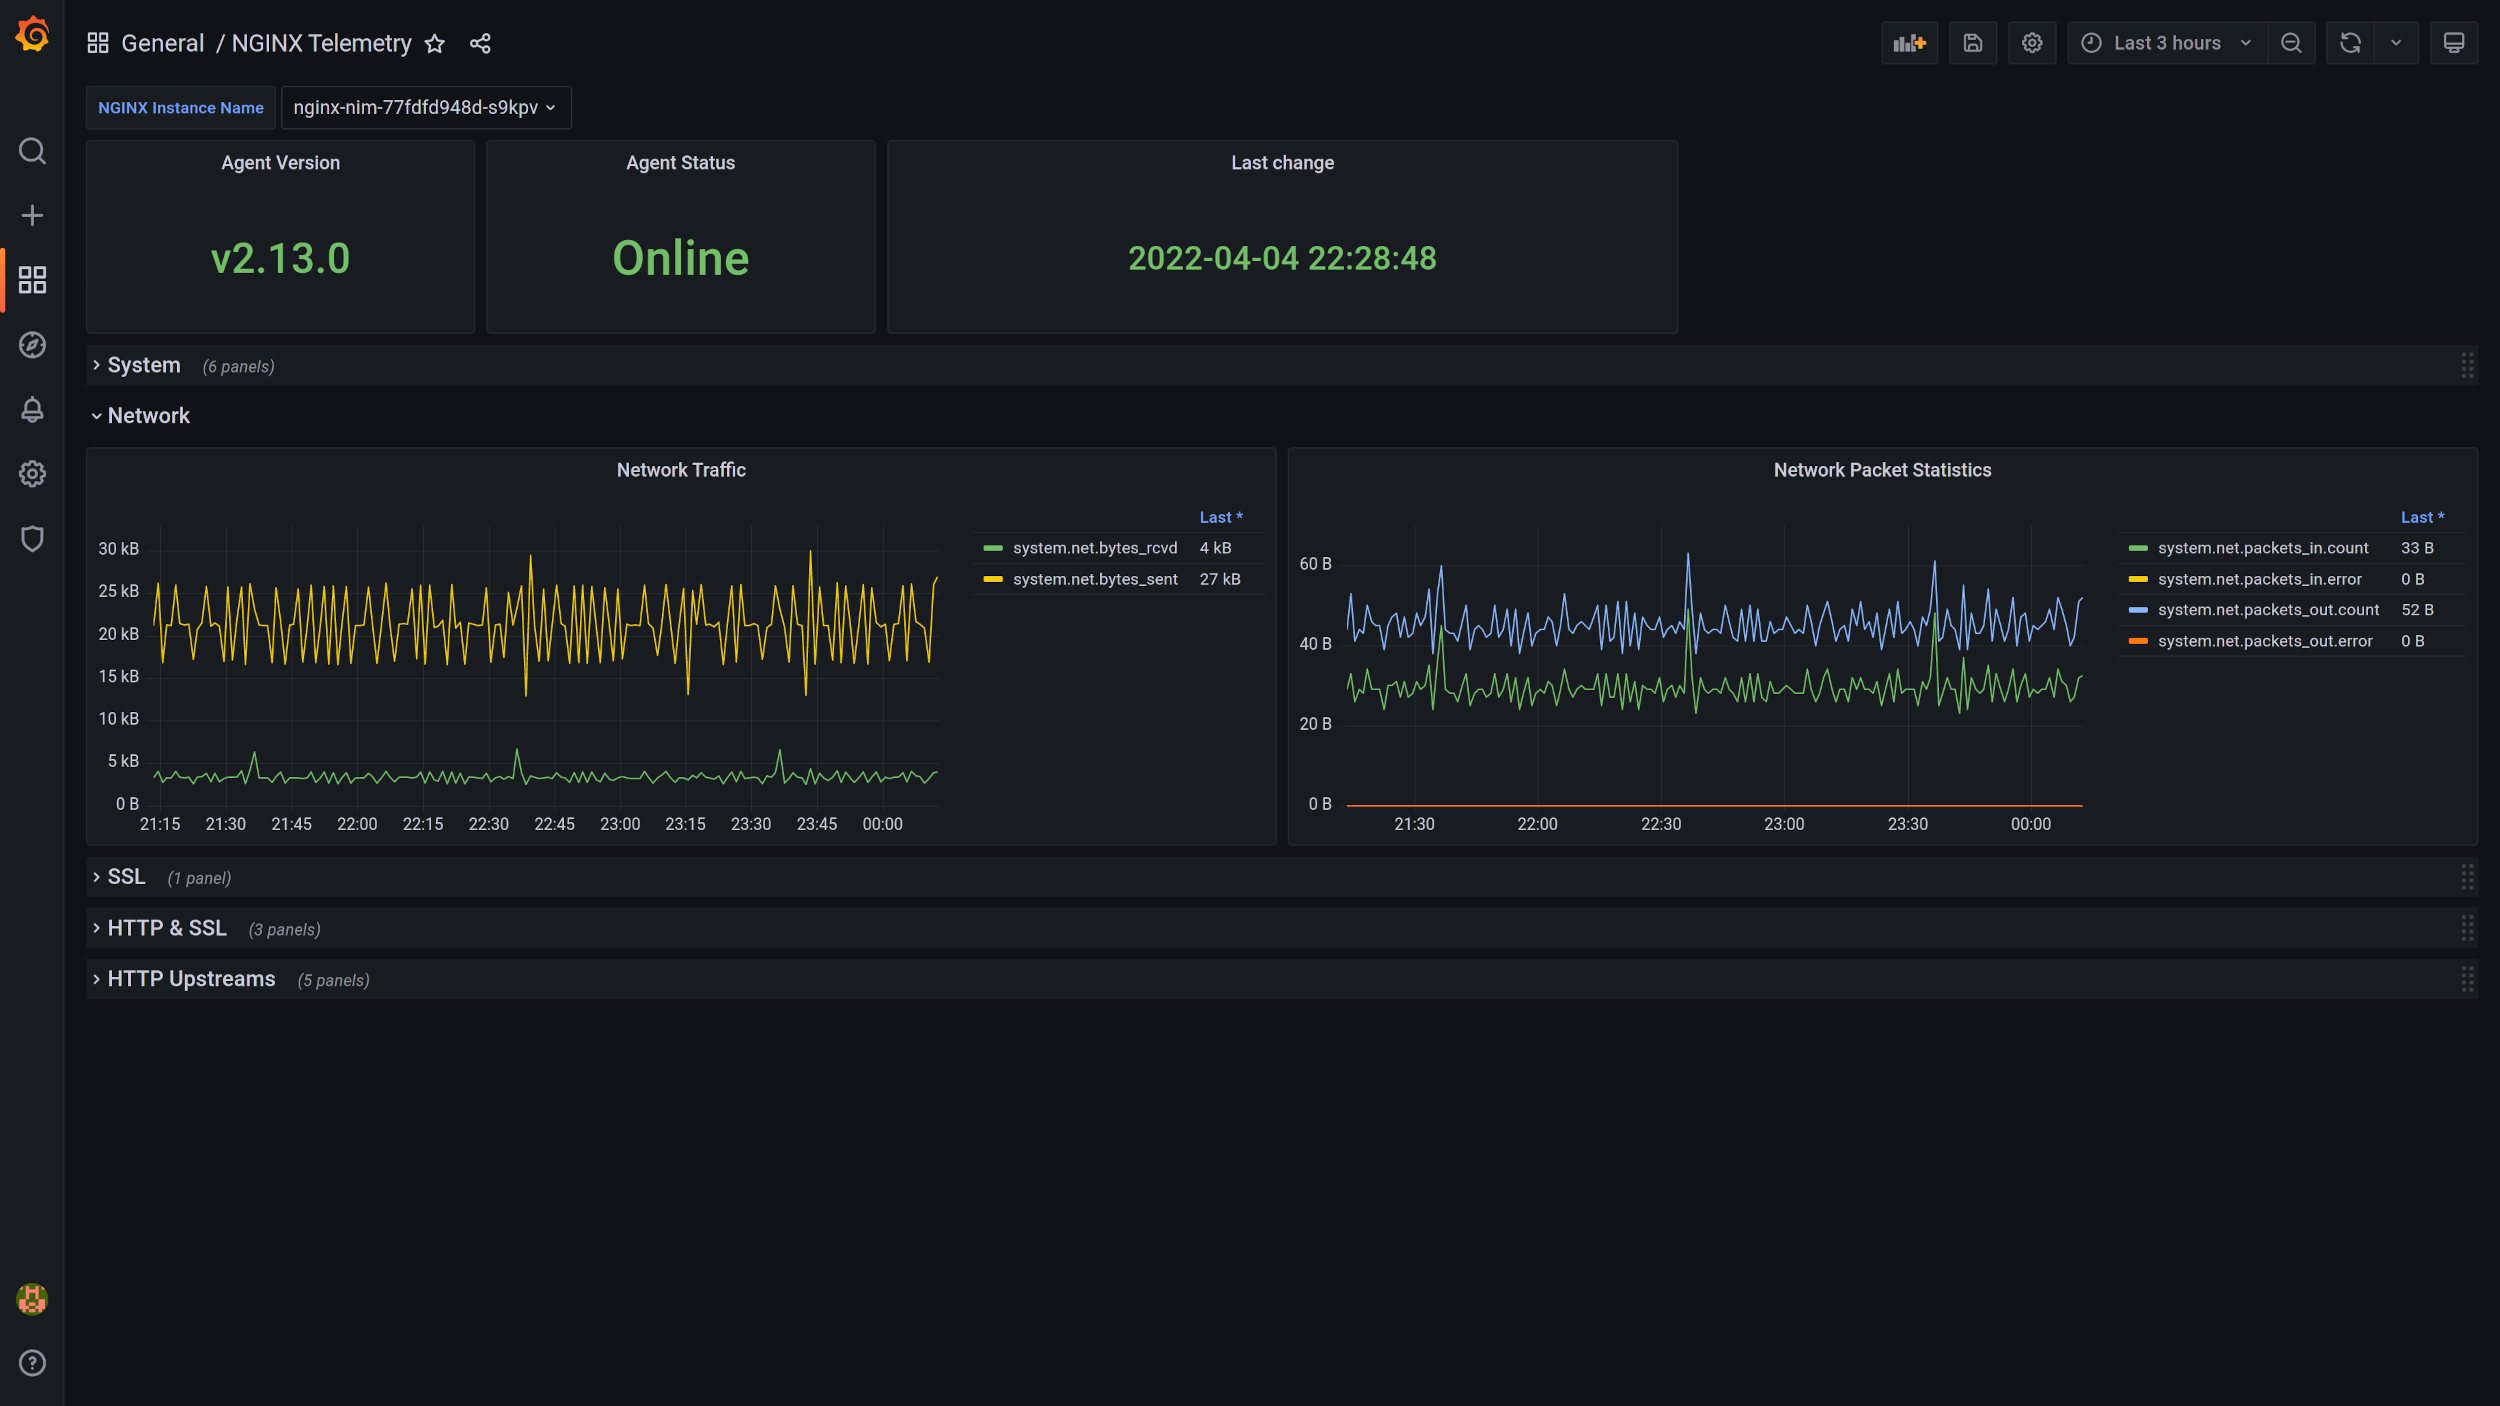 General / NGINX Telemetry
Last 3 hours
NGINX Instance Name nginx-nim-77fdfd948d-s9kpv
Agent Version
v2.13.0
Agent Status
Online
Last change
2022-04-04 22:28:48
System (6 panels)
Network
Network Traffic
30 kB
25 kB
20 kB
15 kB
10 kB
5 kB
0 B
21:15 21:30 21:45 22:00 22:15 22:30 22:45 23:00 23:15 23:30 23:45 00:00
Last *
system.net.bytes_rcvd 4 kB
system.net.bytes_sent 27 kB
Network Packet Statistics
60 B
40 B
20 B
0 B
21:30 22:00 22:30 23:00 23:30 00:00
Last *
system.net.packets_in.count 33 B
system.net.packets_in.error 0 B
system.net.packets_out.count 52 B
system.net.packets_out.error 0 B
SSL (1 panel)
HTTP & SSL (3 panels)
HTTP Upstreams (5 panels)